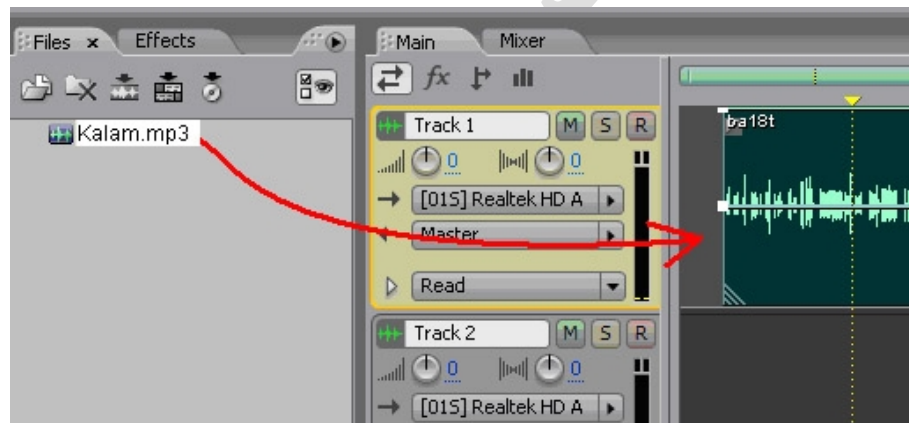 Files x Effects
Main Mixer
fx
Kalam.mp3
Track 1 M S R
0 0
[01S] Realtek HD A
Master
Read
Track 2 M S R
0 0
[01S] Realtek HD A
ba18t